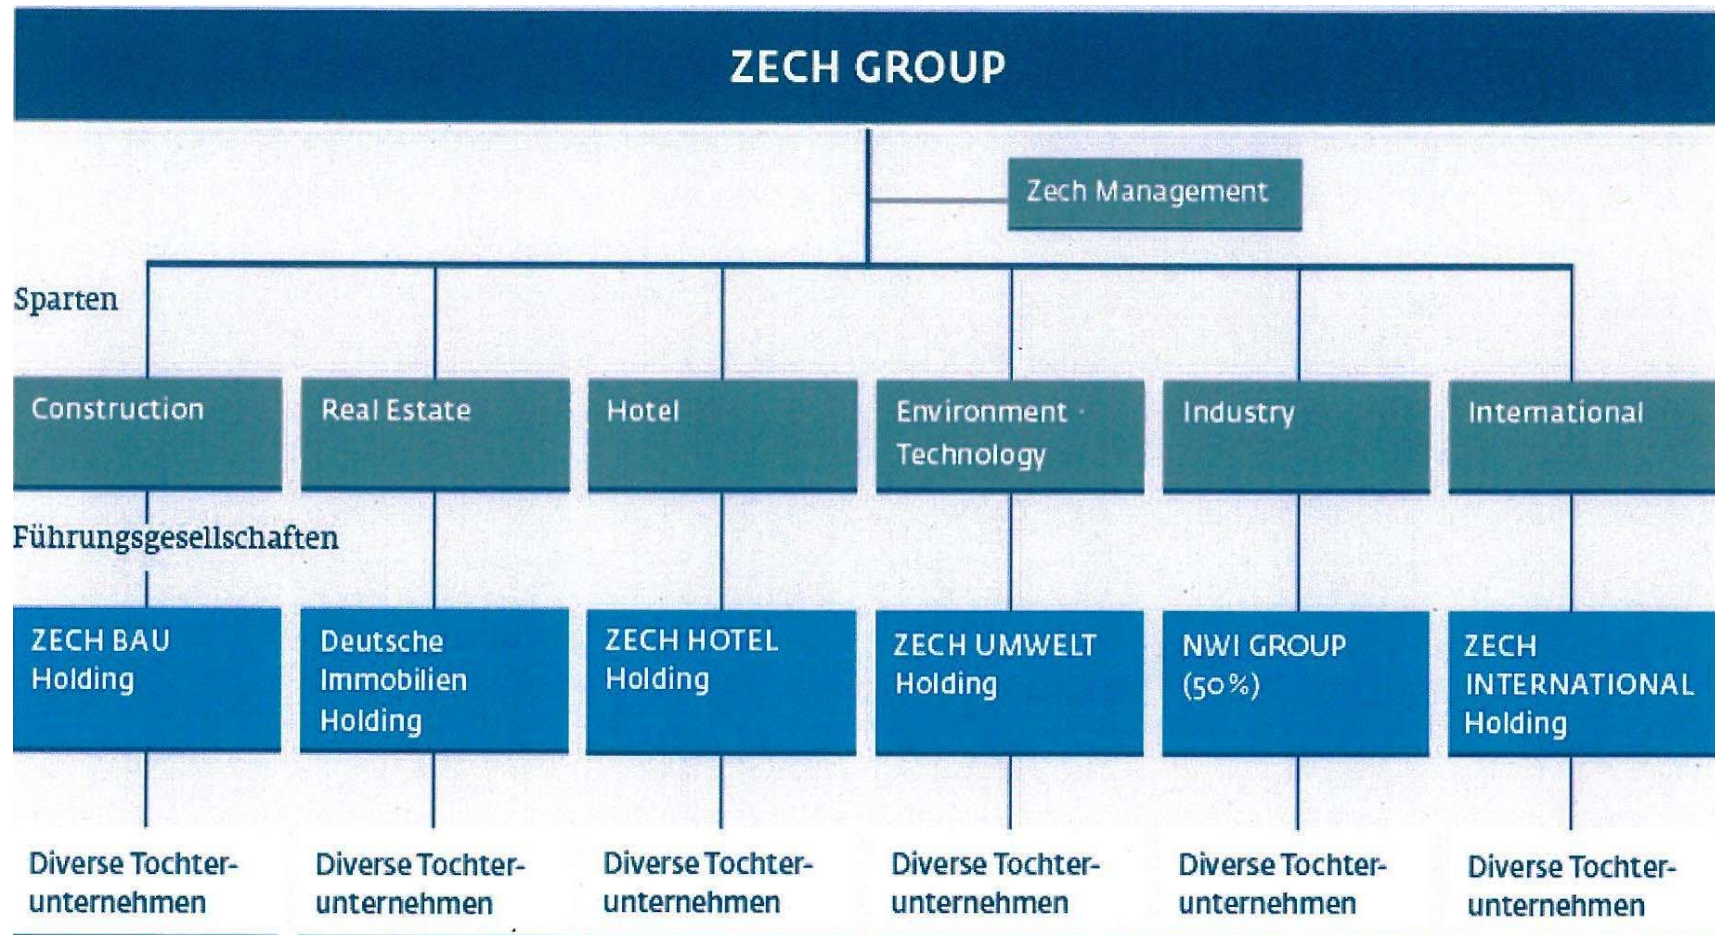 ZECH GROUP
Zech Management
Sparten
Construction
Real Estate
Hotel
Environment ·
Technology
Industry
International
Führungsgesellschaften
ZECH BAU
Holding
Deutsche
Immobilien
Holding
ZECH HOTEL
Holding
ZECH UMWELT
Holding
NWI GROUP
(50%)
ZECH
INTERNATIONAL
Holding
Diverse Tochter-
unternehmen
Diverse Tochter-
unternehmen
Diverse Tochter-
unternehmen
Diverse Tochter-
unternehmen
Diverse Tochter-
unternehmen
Diverse Tochter-
unternehmen